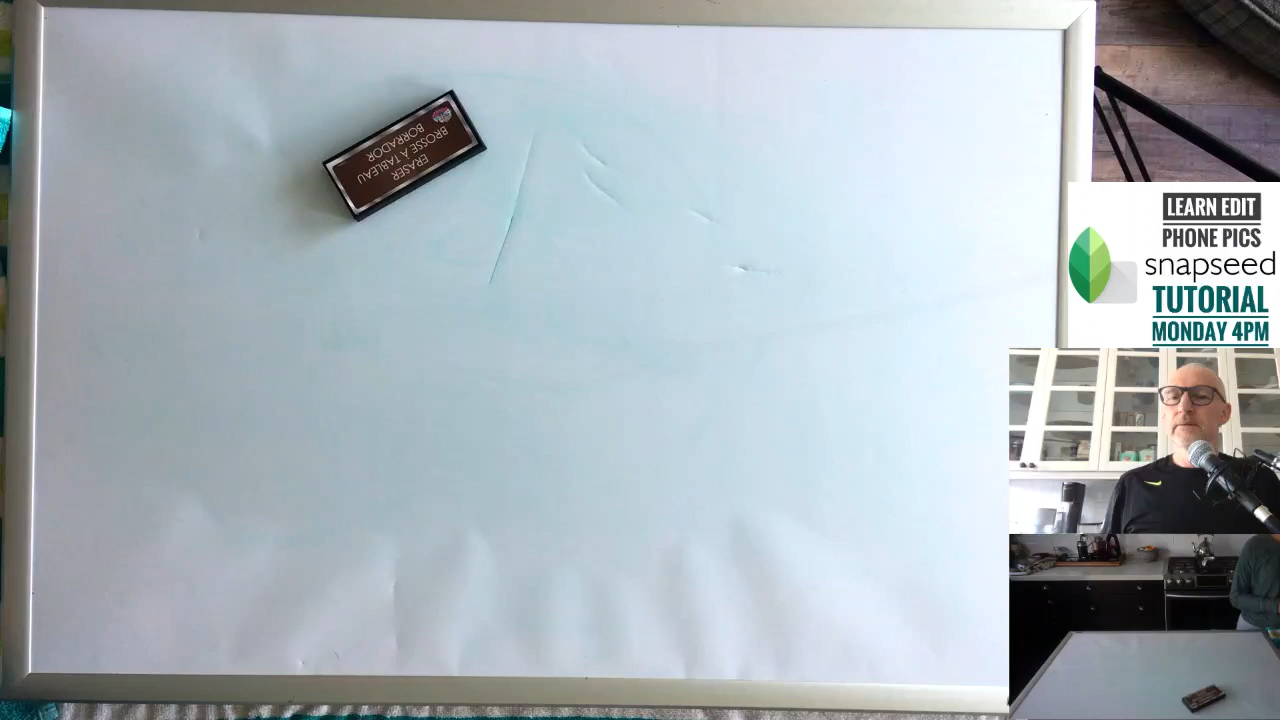 ERASER
BROSSE À TABLEAU
BORRADOR
LEARN EDIT
PHONE PICS
snapseed
TUTORIAL
MONDAY 4PM